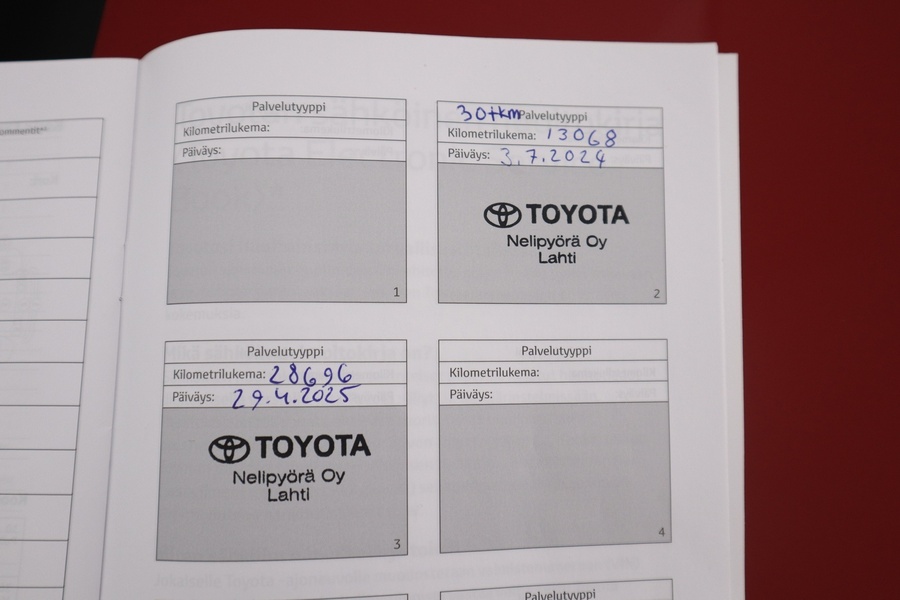 Palvelutyyppi
Kilometrilukema:
Päiväys:
1
30tkm Palvelutyyppi
Kilometrilukema: 13068
Päiväys: 3.7.2024
TOYOTA
Nelipyörä Oy
Lahti
2
Palvelutyyppi
Kilometrilukema: 28696
Päiväys: 29.4.2025
TOYOTA
Nelipyörä Oy
Lahti
3
Palvelutyyppi
Kilometrilukema:
Päiväys:
4
Palvelutyyppi